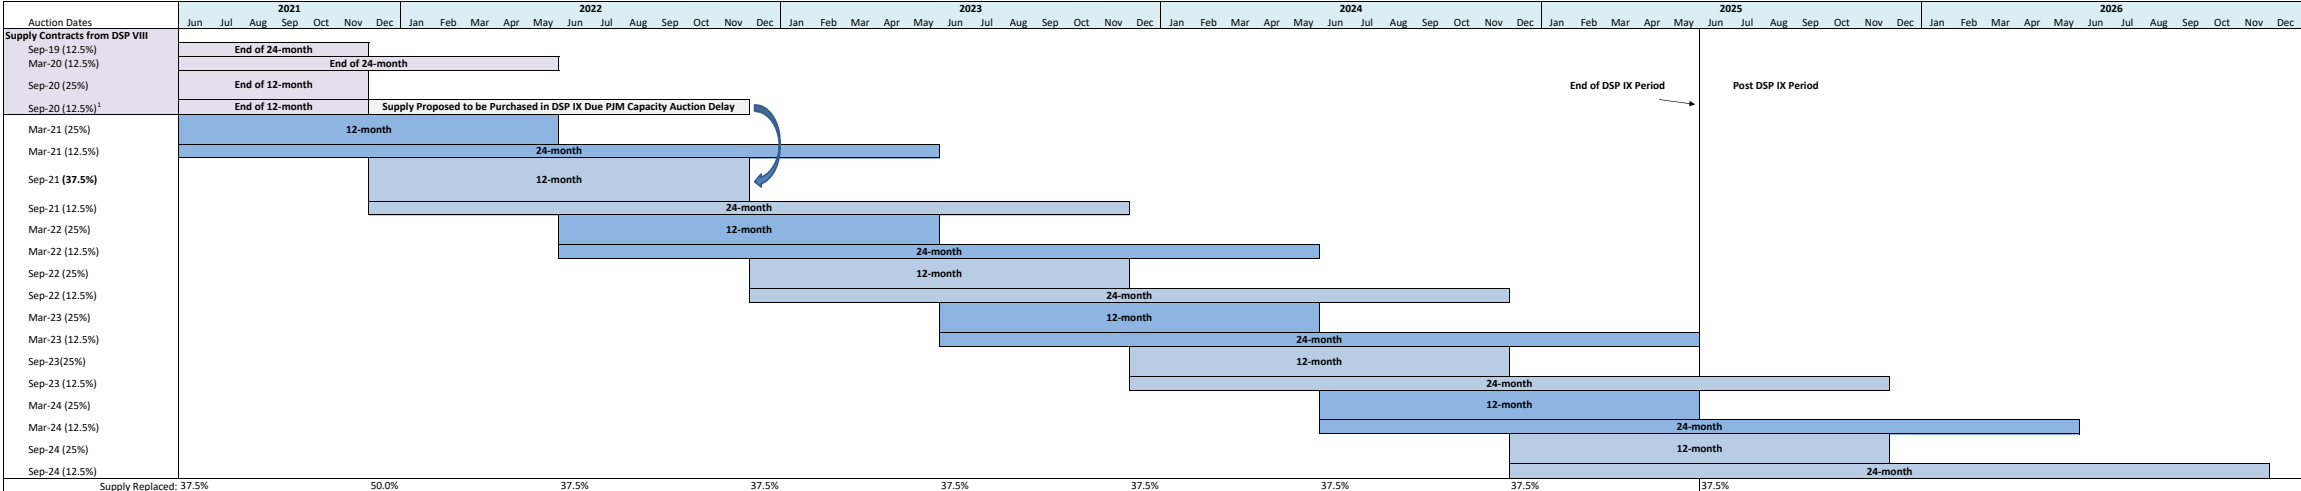 2021 2022 2023 2024 2025 2026
Auction Dates Jun Jul Aug Sep Oct Nov Dec Jan Feb Mar Apr May Jun Jul Aug Sep Oct Nov Dec Jan Feb Mar Apr May Jun Jul Aug Sep Oct Nov Dec Jan Feb Mar Apr May Jun Jul Aug Sep Oct Nov Dec Jan Feb Mar Apr May Jun Jul Aug Sep Oct Nov Dec Jan Feb Mar Apr May Jun Jul Aug Sep Oct Nov Dec
Supply Contracts from DSP VIII
Sep-19 (12.5%) End of 24-month
Mar-20 (12.5%) End of 24-month
Sep-20 (25%) End of 12-month End of DSP IX Period Post DSP IX Period
Sep-20 (12.5%)1 End of 12-month Supply Proposed to be Purchased in DSP IX Due PJM Capacity Auction Delay
Mar-21 (25%) 12-month
Mar-21 (12.5%) 24-month
Sep-21 (37.5%) 12-month
Sep-21 (12.5%) 24-month
Mar-22 (25%) 12-month
Mar-22 (12.5%) 24-month
Sep-22 (25%) 12-month
Sep-22 (12.5%) 24-month
Mar-23 (25%) 12-month
Mar-23 (12.5%) 24-month
Sep-23(25%) 12-month
Sep-23 (12.5%) 24-month
Mar-24 (25%) 12-month
Mar-24 (12.5%) 24-month
Sep-24 (25%) 12-month
Sep-24 (12.5%) 24-month
Supply Replaced: 37.5% 50.0% 37.5% 37.5% 37.5% 37.5% 37.5% 37.5% 37.5%